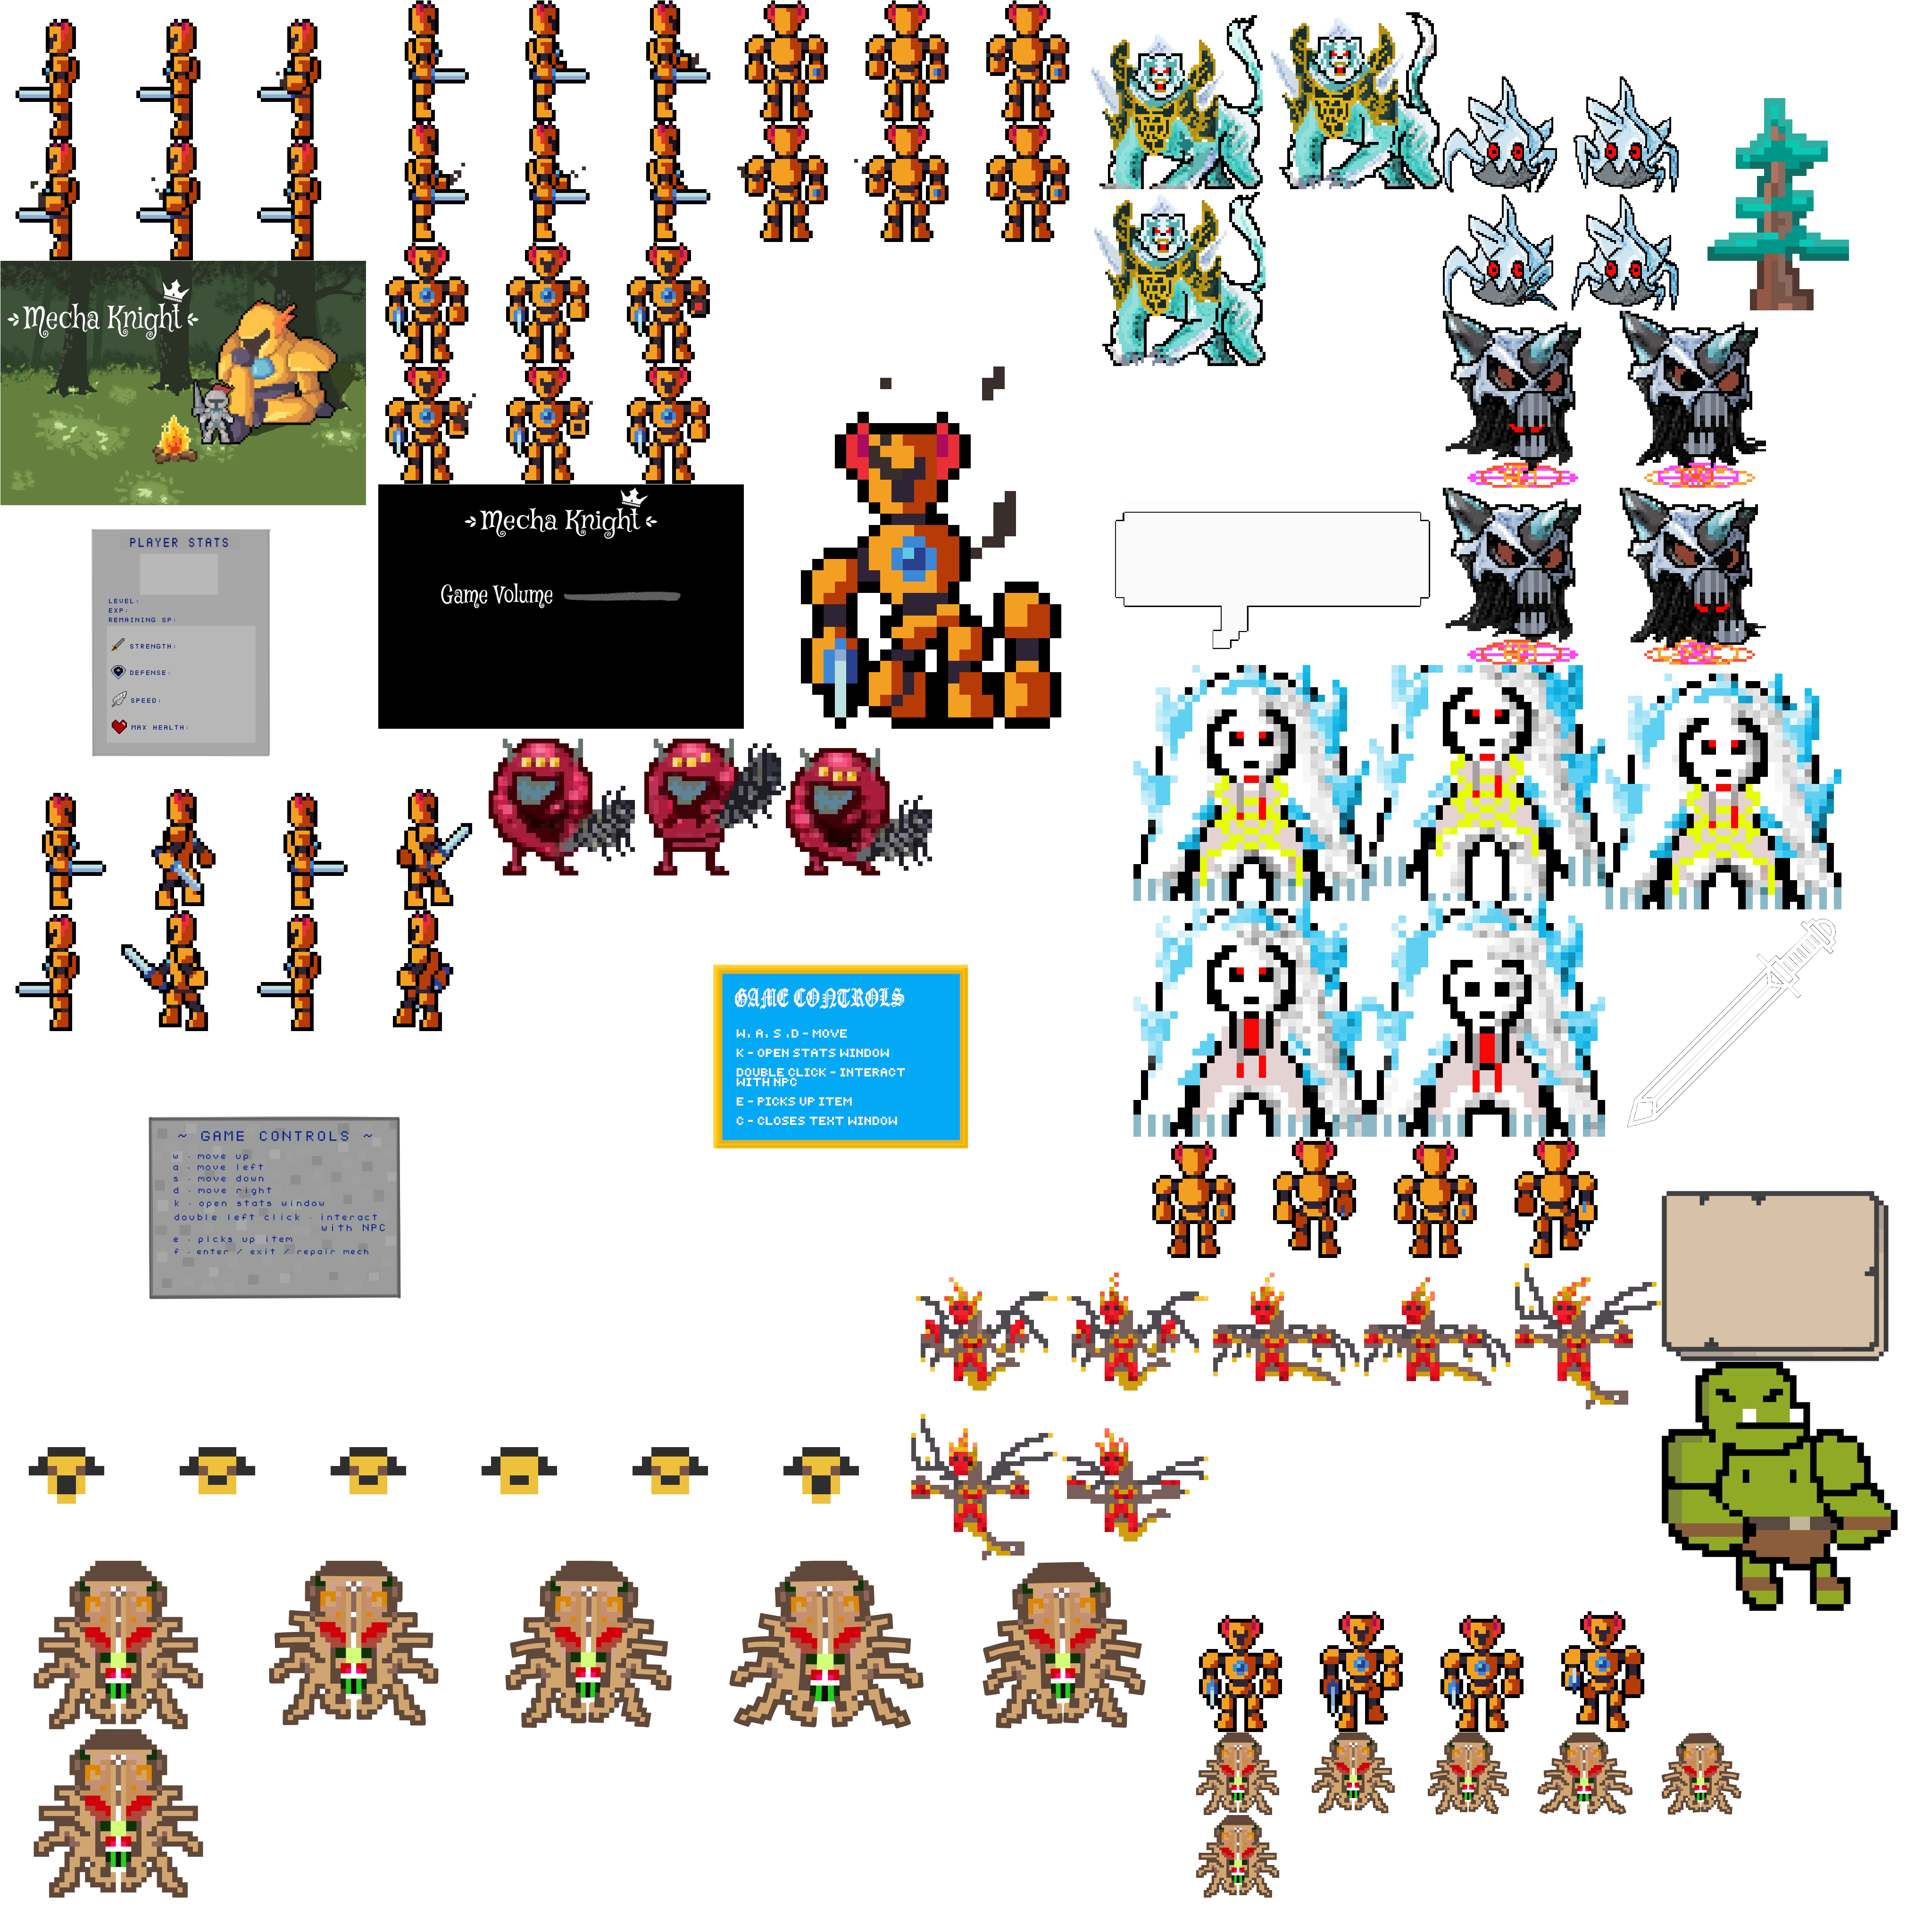 Mecha Knight
Mecha Knight
Game Volume
PLAYER STATS
LEVEL:
EXP:
REMAINING SP:
STRENGTH:
DEFENSE:
SPEED:
MAX HEALTH:
GAME CONTROLS
W, A, S ,D - MOVE
K - OPEN STATS WINDOW
DOUBLE CLICK - INTERACT
WITH NPC
E - PICKS UP ITEM
C - CLOSES TEXT WINDOW
~ GAME CONTROLS ~
w - move up
a - move left
s - move down
d - move right
k - open stats window
double left click - interact
with NPC
e - picks up item
f - enter / exit / repair mech